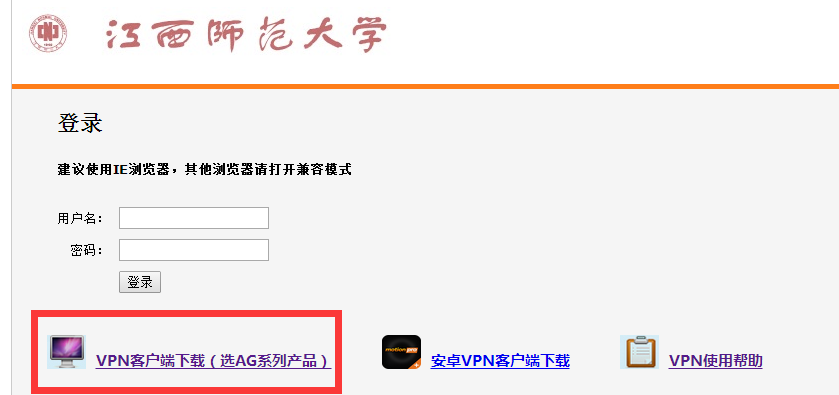 江西师范大学
登录
建议使用IE浏览器，其他浏览器请打开兼容模式
用户名：
密码：
登录
VPN客户端下载（选AG系列产品） 安卓VPN客户端下载 VPN使用帮助
motion pro